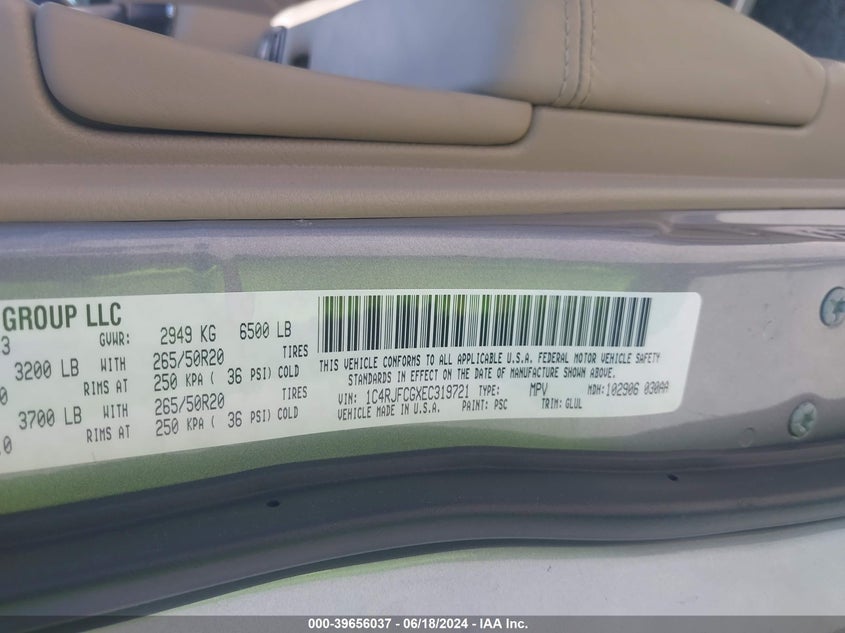 GROUP LLC
3 GVWR: 2949 KG 6500 LB
3200 LB WITH 265/50R20 TIRES
0 RIMS AT 250 KPA ( 36 PSI) COLD
3700 LB WITH 265/50R20 TIRES
.0 RIMS AT 250 KPA ( 36 PSI) COLD
THIS VEHICLE CONFORMS TO ALL APPLICABLE U.S.A. FEDERAL MOTOR VEHICLE SAFETY
STANDARDS IN EFFECT ON THE DATE OF MANUFACTURE SHOWN ABOVE.
VIN: 1C4RJFCGXEC319721 TYPE: MPV MDH: 102906 030AA
VEHICLE MADE IN U.S.A. PAINT: PSC TRIM: GLUL
000-39656037 - 06/18/2024 - IAA Inc.